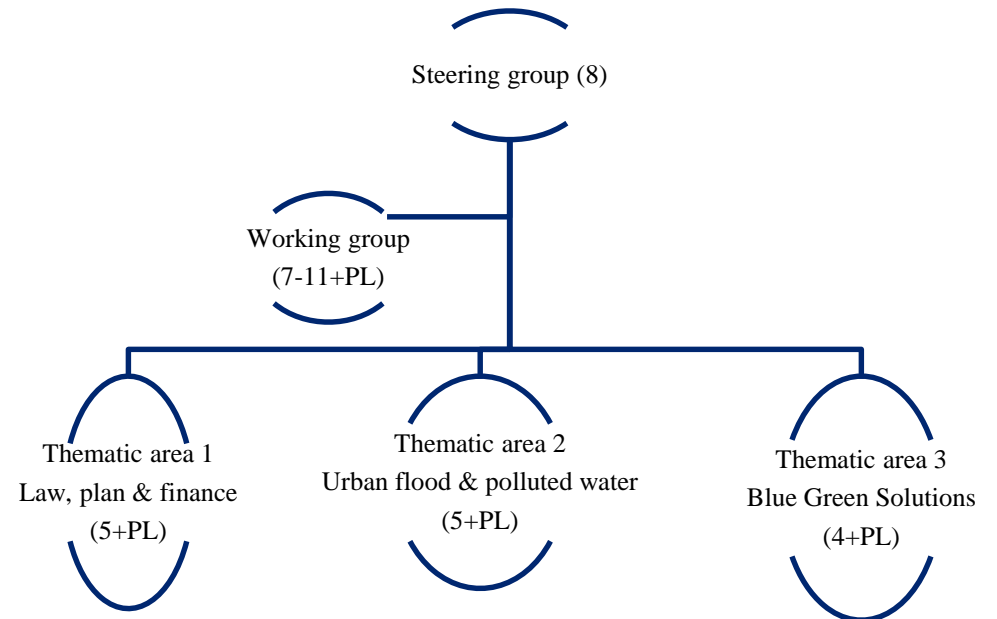 Steering group (8)
Working group
(7-11+PL)
Thematic area 1
Law, plan & finance
(5+PL)
Thematic area 2
Urban flood & polluted water
(5+PL)
Thematic area 3
Blue Green Solutions
(4+PL)